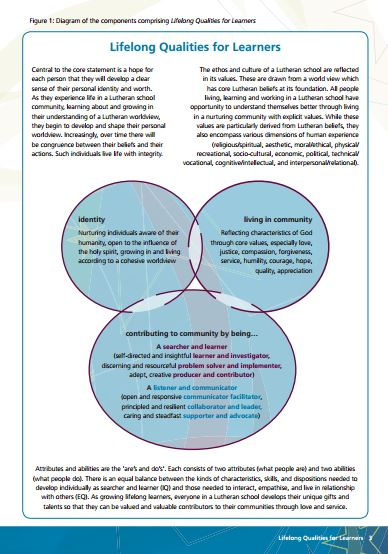 Figure 1: Diagram of the components comprising Lifelong Qualities for Learners
Lifelong Qualities for Learners
Central to the core statement is a hope for
each person that they will develop a clear
sense of their personal identity and worth.
As they experience life in a Lutheran school
community, learning about and growing in
their understanding of a Lutheran worldview,
they begin to develop and shape their personal
worldview. Increasingly, over time there will
be congruence between their beliefs and their
actions. Such individuals live life with integrity.
The ethos and culture of a Lutheran school are reflected
in its values. These are drawn from a world view which
has core Lutheran beliefs at its foundation. All people
living, learning and working in a Lutheran school have
opportunity to understand themselves better through living
in a nurturing community with explicit values. While these
values are particularly derived from Lutheran beliefs, they
also encompass various dimensions of human experience
(religious/spiritual, aesthetic, moral/ethical, physical/
recreational, socio-cultural, economic, political, technical/
vocational, cognitive/intellectual, and interpersonal/relational).
identity
Nurturing individuals aware of their
humanity, open to the influence of
the holy spirit, growing in and living
according to a cohesive worldview
living in community
Reflecting characteristics of God
through core values, especially love,
justice, compassion, forgiveness,
service, humility, courage, hope,
quality, appreciation
contributing to community by being...
A searcher and learner
(self-directed and insightful learner and investigator,
discerning and resourceful problem solver and implementer,
adept, creative producer and contributor)
A listener and communicator
(open and responsive communicator facilitator,
principled and resilient collaborator and leader,
caring and steadfast supporter and advocate)
Attributes and abilities are the 'are's and do's'. Each consists of two attributes (what people are) and two abilities
(what people do). There is an equal balance between the kinds of characteristics, skills, and dispositions needed to
develop individually as searcher and learner (IQ) and those needed to interact, empathise, and live in relationship
with others (EQ). As growing lifelong learners, everyone in a Lutheran school develops their unique gifts and
talents so that they can be valued and valuable contributors to their communities through love and service.
Lifelong Qualities for Learners 3